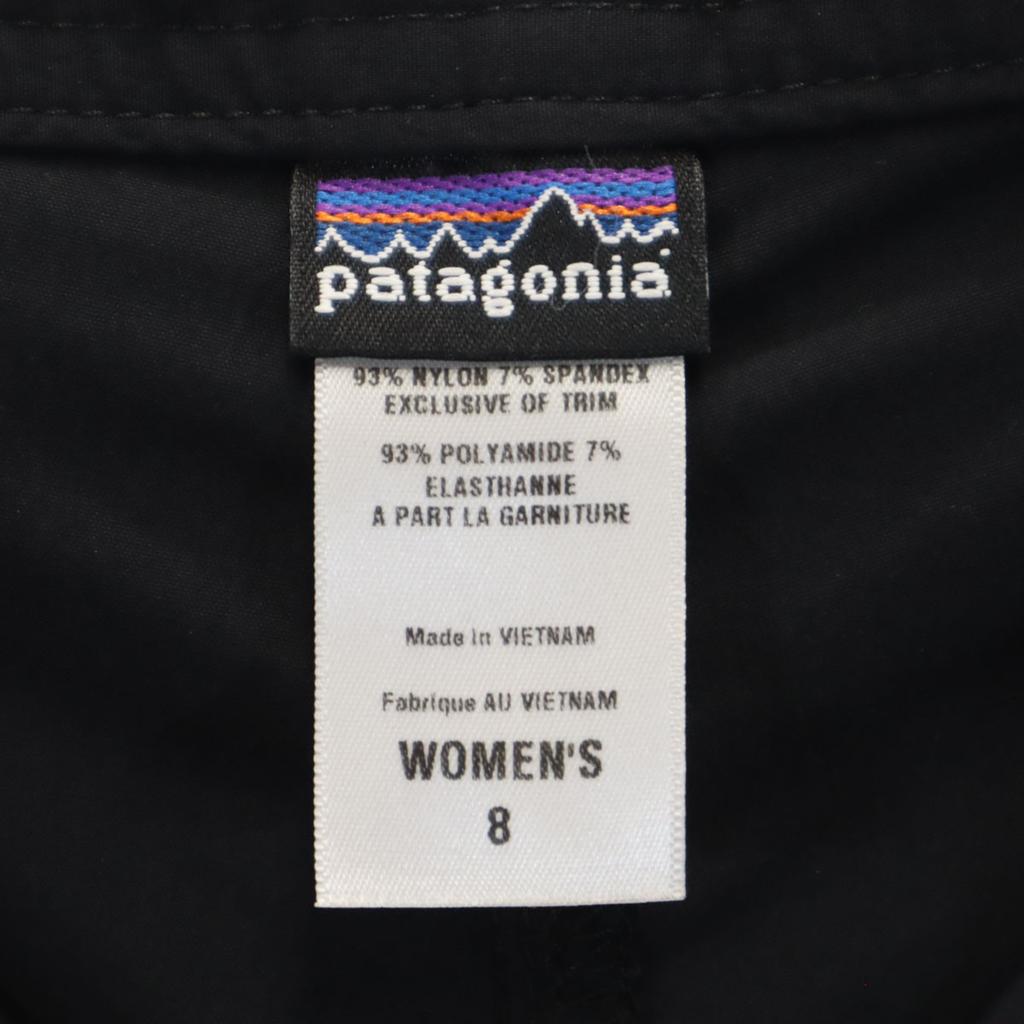 patagonia
93% NYLON 7% SPANDEX
EXCLUSIVE OF TRIM
93% POLYAMIDE 7%
ELASTHANNE
A PART LA GARNITURE
Made In VIETNAM
Fabrique AU VIETNAM
WOMEN'S
8